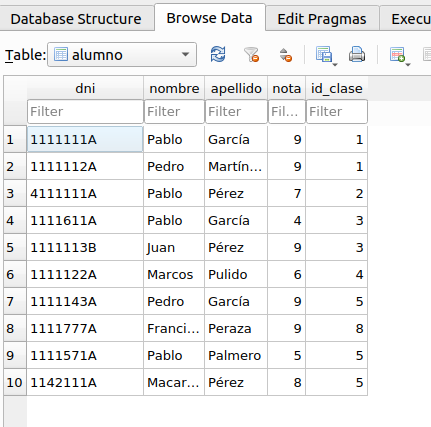 Database Structure Browse Data Edit Pragmas Execu
Table: alumno
dni nombre apellido nota id_clase
Filter Filter Filter Fil... Filter
1 1111111A Pablo García 9 1
2 1111112A Pedro Martín... 9 1
3 4111111A Pablo Pérez 7 2
4 1111611A Pablo García 4 3
5 1111113B Juan Pérez 9 3
6 1111122A Marcos Pulido 6 4
7 1111143A Pedro García 9 5
8 1111777A Franci... Peraza 9 8
9 1111571A Pablo Palmero 5 5
10 1142111A Macar... Pérez 8 5